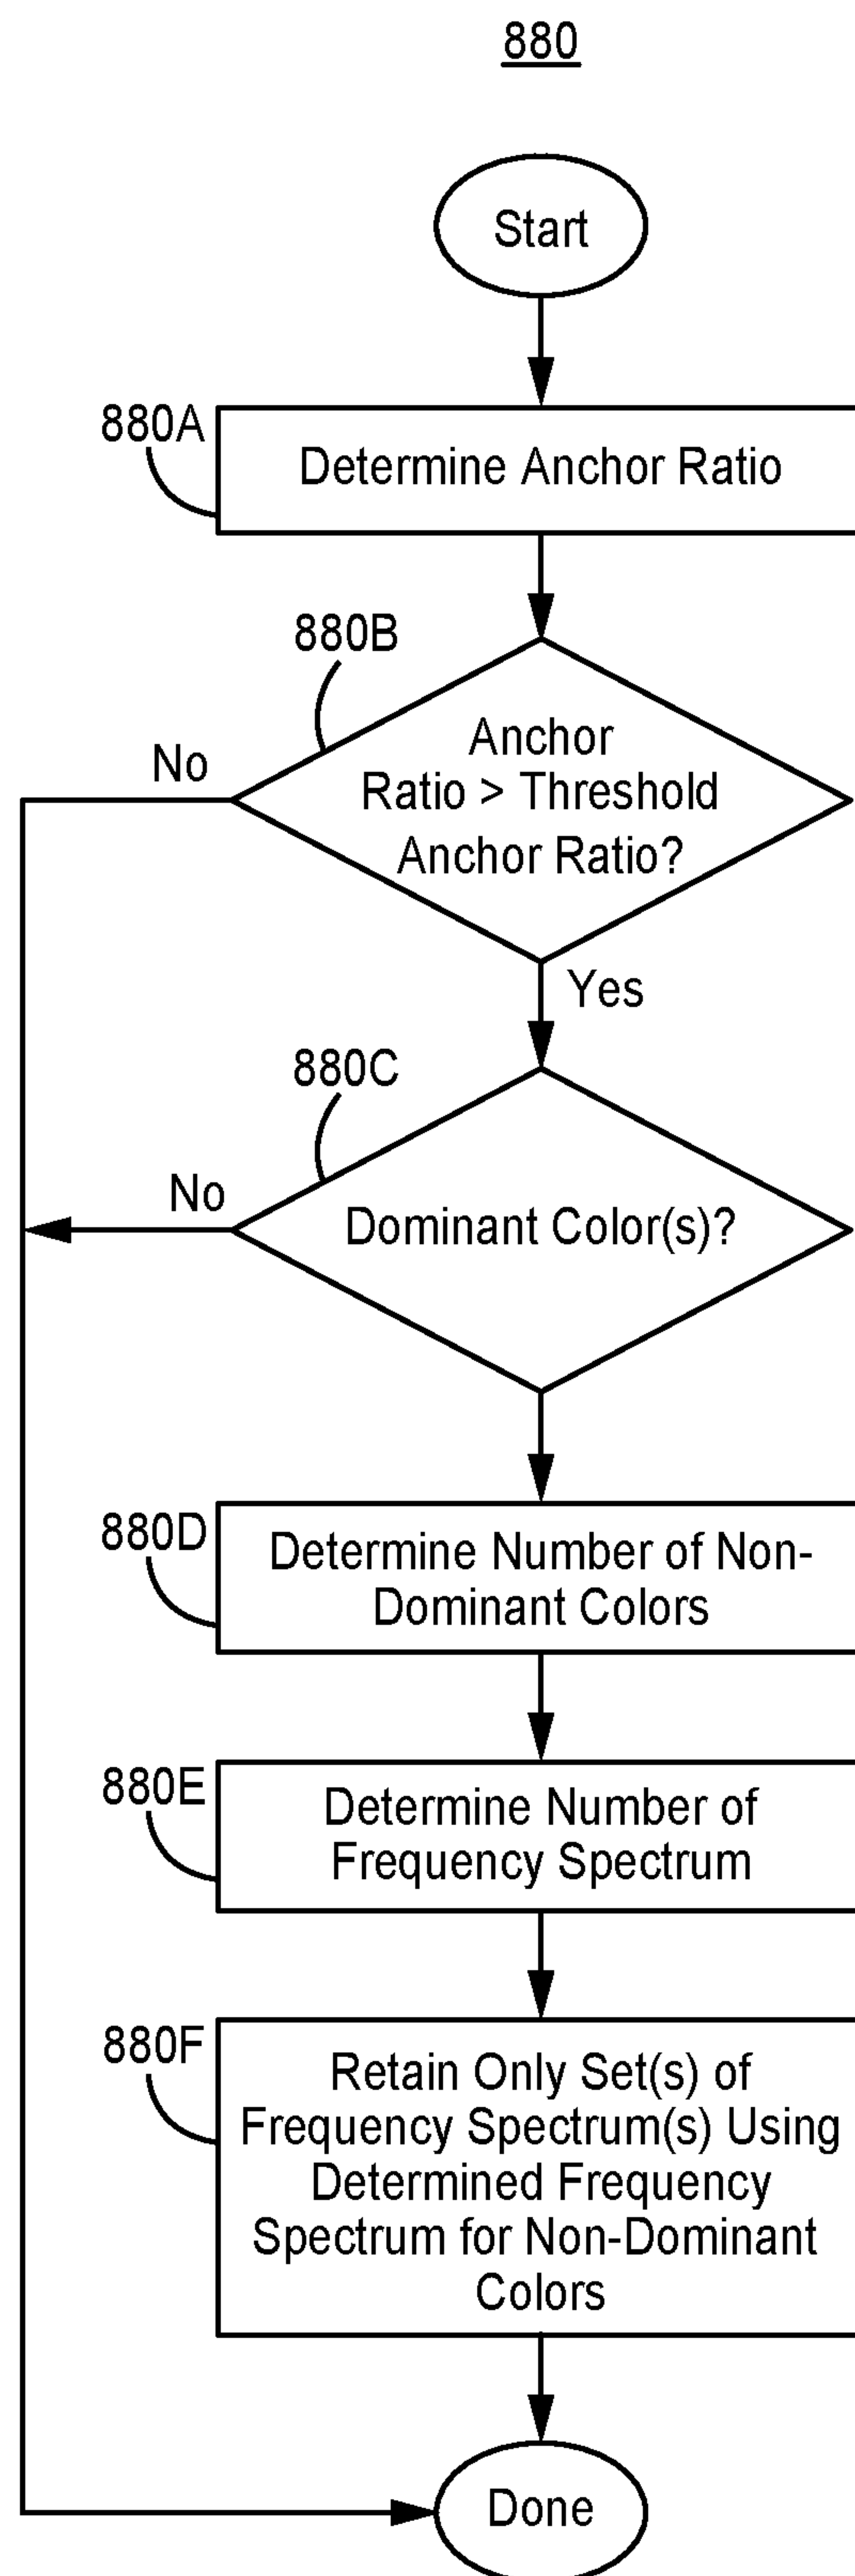 880
Start
880A
Determine Anchor Ratio
880B
Anchor
Ratio > Threshold
Anchor Ratio?
No
Yes
880C
No
Dominant Color(s)?
880D
Determine Number of Non-
Dominant Colors
880E
Determine Number of
Frequency Spectrum
880F
Retain Only Set(s) of
Frequency Spectrum(s) Using
Determined Frequency
Spectrum for Non-Dominant
Colors
Done